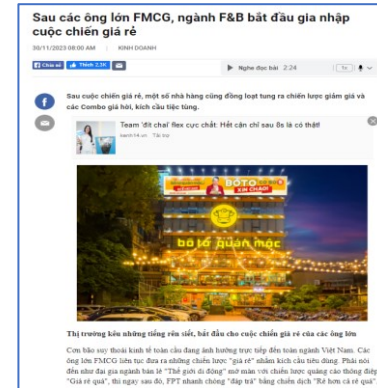 Sau các ông lớn FMCG, ngành F&B bắt đầu gia nhập
cuộc chiến giá rẻ
30/11/2023 08:00 AM | KINH DOANH
Chia sẻ Thích 2,2K
Nghe đọc bài 2:24 1x
Sau cuộc chiến giá rẻ, một số nhà hàng cũng đồng loạt tung ra chiến lược giảm giá và
các Combo giá hời, kích cầu tiệc tùng.
Team 'đít chai' flex cực chất: Hết cận chỉ sau 8s là có thật!
Tài trợ
BÒ TƠ
XIN CHÀO
bò tơ quán mộc
Thị trường kêu những tiếng rên siết, bắt đầu cho cuộc chiến giá rẻ của các ông lớn
Cơn bão suy thoái kinh tế toàn cầu đang ảnh hưởng trực tiếp đến toàn ngành Việt Nam. Các
ông lớn FMCG liên tục đưa ra những chiến lược "giá rẻ" nhằm kích cầu tiêu dùng. Phải nói
đến như đại gia ngành bán lẻ "Thế giới di động" mở màn với chiến lược quảng cáo thông điệp
"Giá rẻ quá", thì ngay sau đó, FPT nhanh chóng "đáp trả" bằng chiến dịch "Rẻ hơn cả rẻ quá".